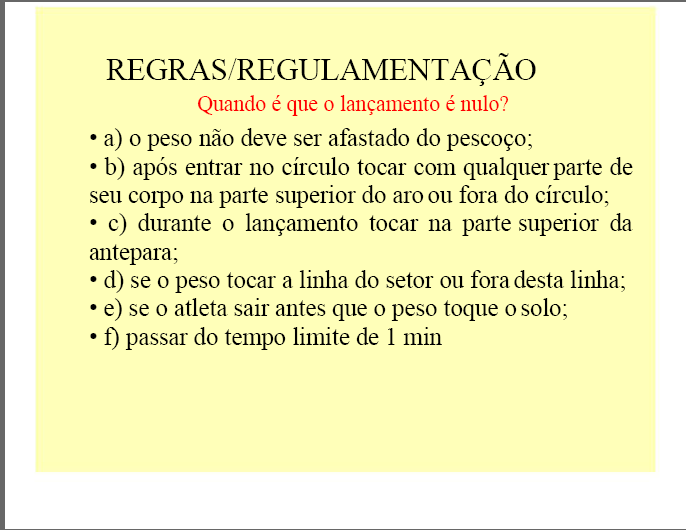 REGRAS/REGULAMENTAÇÃO
Quando é que o lançamento é nulo?
• a) o peso não deve ser afastado do pescoço;
• b) após entrar no círculo tocar com qualquer parte de
seu corpo na parte superior do aro ou fora do círculo;
• c) durante o lançamento tocar na parte superior da
antepara;
• d) se o peso tocar a linha do setor ou fora desta linha;
• e) se o atleta sair antes que o peso toque o solo;
• f) passar do tempo limite de 1 min